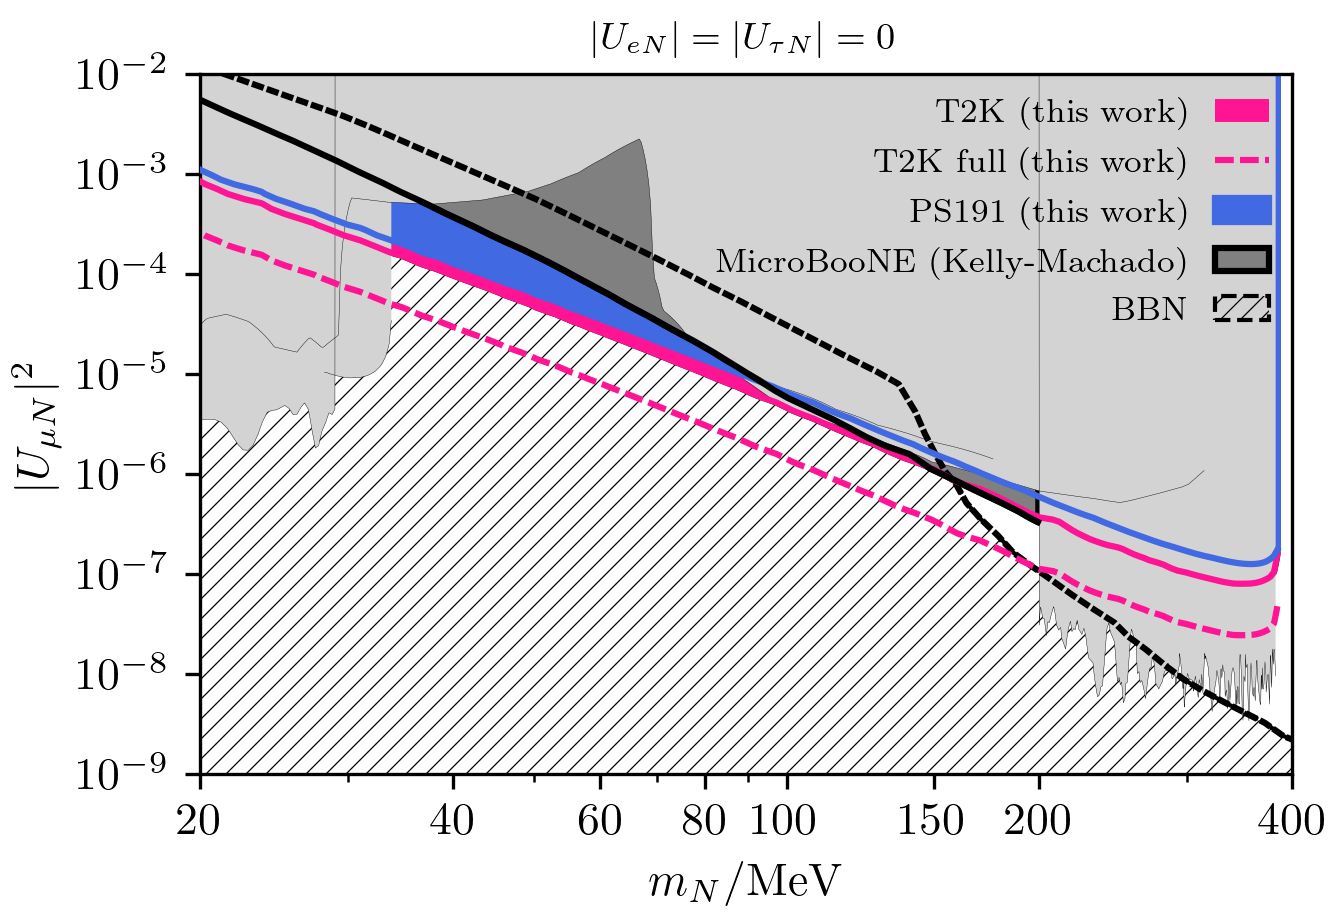 |U_{eN}| = |U_{τN}| = 0
10^{-2}
10^{-3}
10^{-4}
10^{-5}
10^{-6}
10^{-7}
10^{-8}
10^{-9}
|U_{μN}|^2
T2K (this work)
T2K full (this work)
PS191 (this work)
MicroBooNE (Kelly-Machado)
BBN
20 40 60 80 100 150 200 400
m_N/MeV